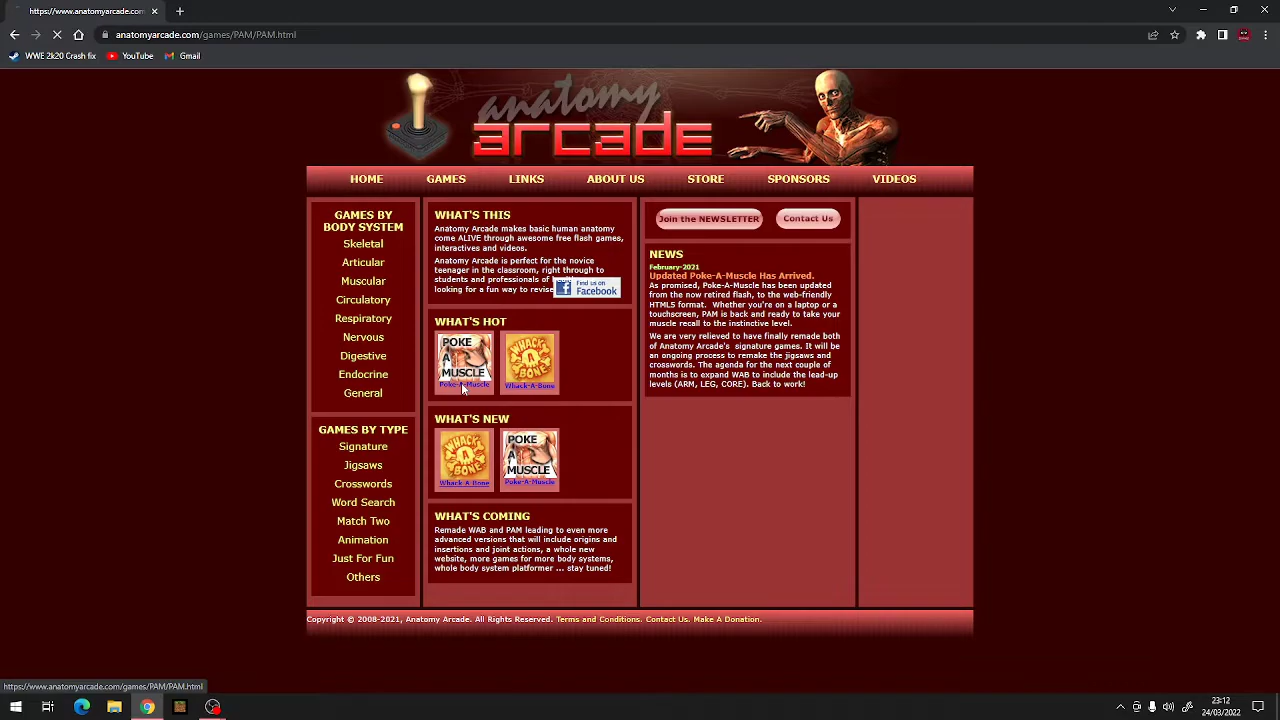 https://www.anatomyarcade.com
anatomyarcade.com/games/PAM/PAM.html
WWE 2k20 Crash fix
YouTube
Gmail
anatomy
arcade
HOME
GAMES
LINKS
ABOUT US
STORE
SPONSORS
VIDEOS
GAMES BY
BODY SYSTEM
Skeletal
Articular
Muscular
Circulatory
Respiratory
Nervous
Digestive
Endocrine
General
GAMES BY TYPE
Signature
Jigsaws
Crosswords
Word Search
Match Two
Animation
Just For Fun
Others
WHAT'S THIS
Anatomy Arcade makes basic human anatomy
come ALIVE through awesome free flash games,
interactives and videos.
Anatomy Arcade is perfect for the novice
teenager in the classroom, right through to
students and professionals of
looking for a fun way to revise
Find us on
Facebook
WHAT'S HOT
POKE
A
MUSCLE
Poke-A-Muscle
WHACK
A
BONE
Whack-A-Bone
WHAT'S NEW
WHACK
A
BONE
Whack-A-Bone
POKE
A
MUSCLE
Poke-A-Muscle
WHAT'S COMING
Remade WAB and PAM leading to even more
advanced versions that will include origins and
insertions and joint actions, a whole new
website, more games for more body systems,
whole body system platformer ... stay tuned!
Join the NEWSLETTER
Contact Us
NEWS
February-2021
Updated Poke-A-Muscle Has Arrived.
As promised, Poke-A-Muscle has been updated
from the now retired flash, to the web-friendly
HTML5 format. Whether you're on a laptop or a
touchscreen, PAM is back and ready to take your
muscle recall to the instinctive level.
We are very relieved to have finally remade both
of Anatomy Arcade's signature games. It will be
an ongoing process to remake the jigsaws and
crosswords. The agenda for the next couple of
months is to expand WAB to include the lead-up
levels (ARM, LEG, CORE). Back to work!
Copyright © 2008-2021, Anatomy Arcade. All Rights Reserved. Terms and Conditions. Contact Us. Make A Donation.
https://www.anatomyarcade.com/games/PAM/PAM.html
23:12
24/03/2022